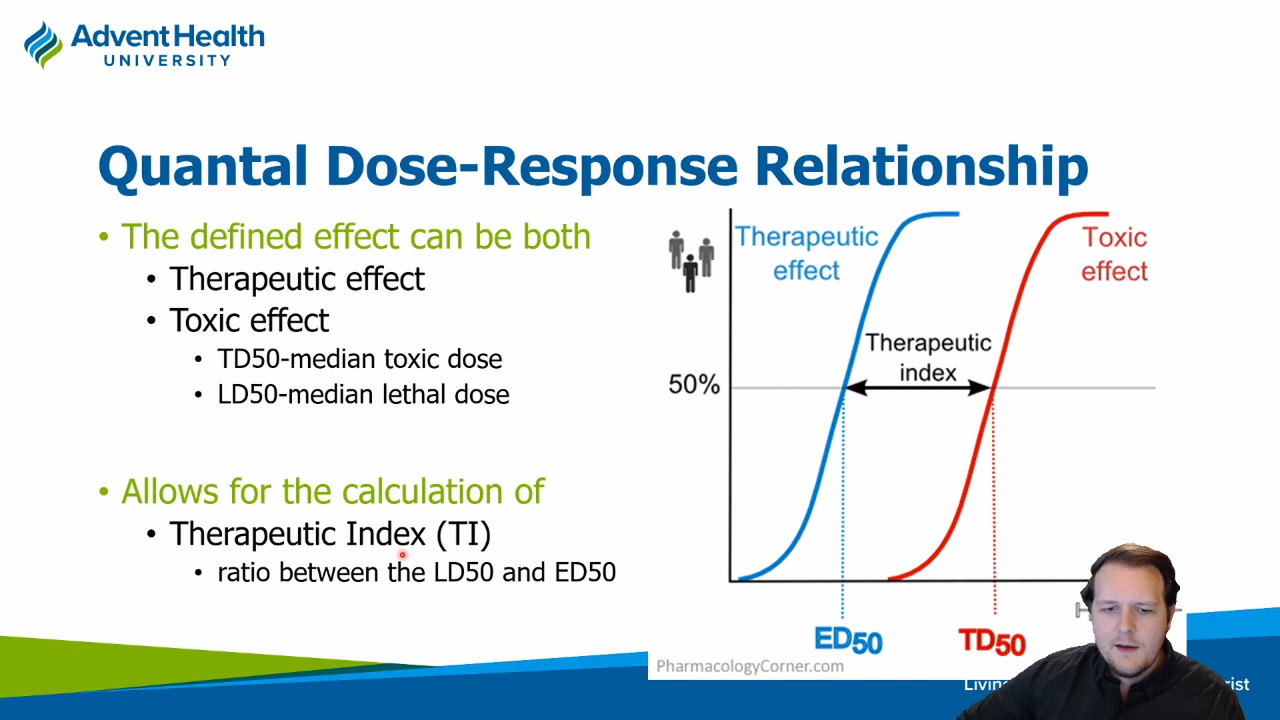 AdventHealth
UNIVERSITY
Quantal Dose-Response Relationship
• The defined effect can be both
• Therapeutic effect
• Toxic effect
• TD50-median toxic dose
• LD50-median lethal dose
• Allows for the calculation of
• Therapeutic Index (TI)
• ratio between the LD50 and ED50
Therapeutic
effect
Toxic
effect
Therapeutic
index
50%
ED50
TD50
PharmacologyCorner.com